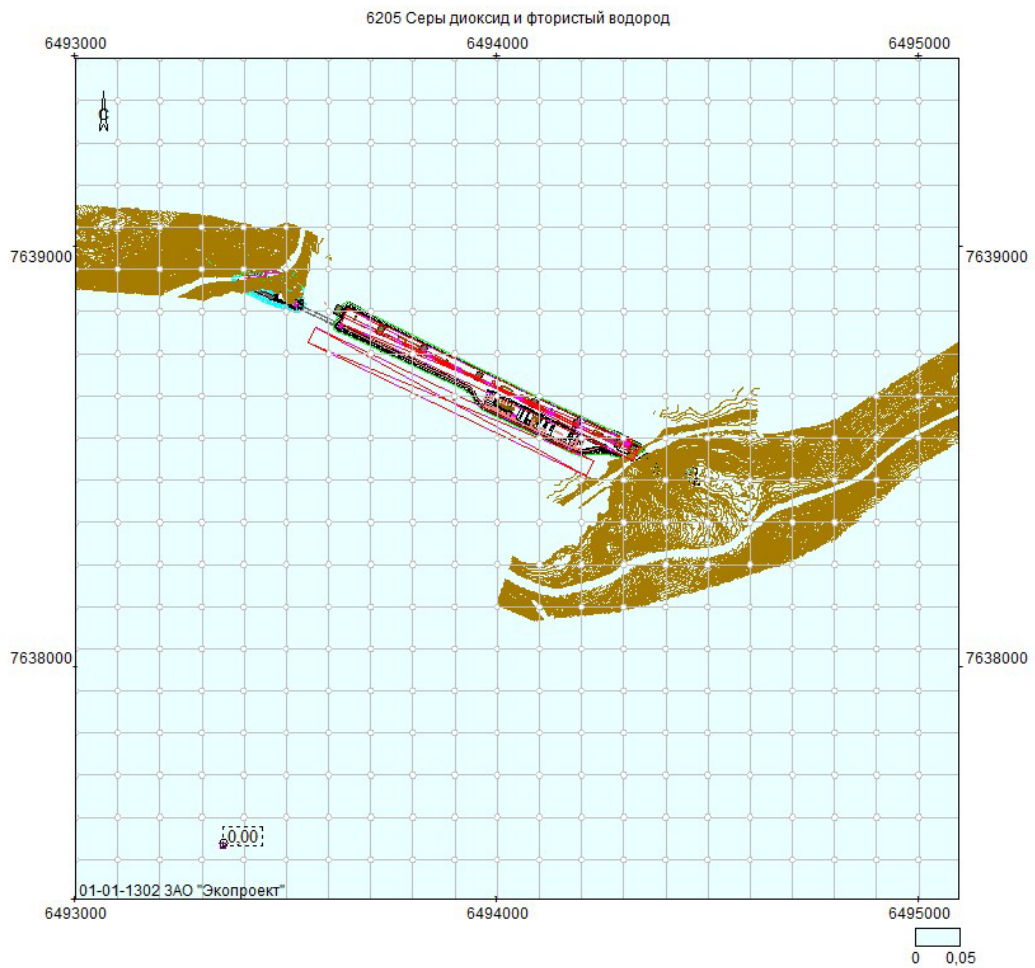 6205 Серы диоксид и фтористый водород
6493000 6494000 6495000
С
7639000 7639000
7638000 7638000
0,00
01-01-1302 ЗАО "Экопроект"
6493000 6494000 6495000
0 0,05